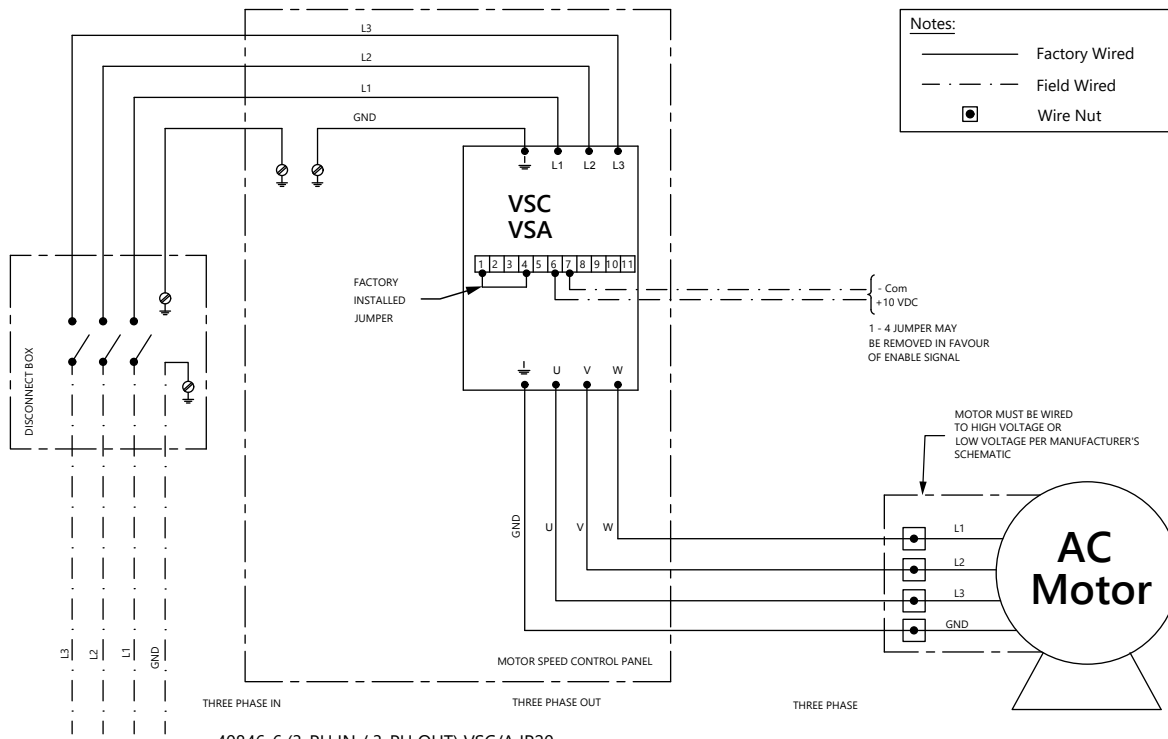 Notes:
Factory Wired
Field Wired
Wire Nut
L3
L2
L1
GND
L1 L2 L3
VSC
VSA
1 2 3 4 5 6 7 8 9 10 11
FACTORY
INSTALLED
JUMPER
- Com
+10 VDC
1 - 4 JUMPER MAY
BE REMOVED IN FAVOUR
OF ENABLE SIGNAL
U V W
DISCONNECT BOX
MOTOR MUST BE WIRED
TO HIGH VOLTAGE OR
LOW VOLTAGE PER MANUFACTURER'S
SCHEMATIC
GND U V W
L1
L2
L3
GND
AC
Motor
L3 L2 L1 GND
MOTOR SPEED CONTROL PANEL
THREE PHASE IN
THREE PHASE OUT
THREE PHASE